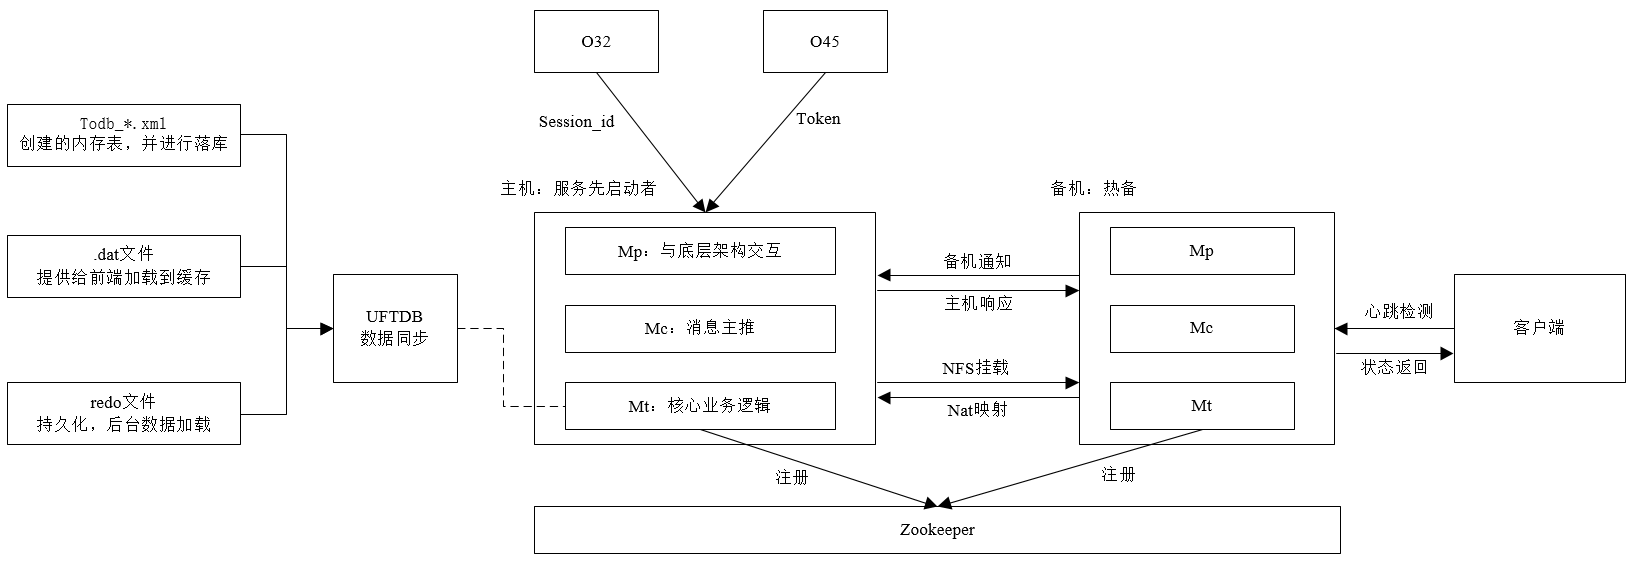 O32
O45
Session_id
Token
Todb_*.xml
创建的内存表，并进行落库
.dat文件
提供给前端加载到缓存
redo文件
持久化，后台数据加载
UFTDB
数据同步
主机：服务先启动者
Mp：与底层架构交互
Mc：消息主推
Mt：核心业务逻辑
备机通知
主机响应
NFS挂载
Nat映射
备机：热备
Mp
Mc
Mt
心跳检测
状态返回
客户端
注册
注册
Zookeeper